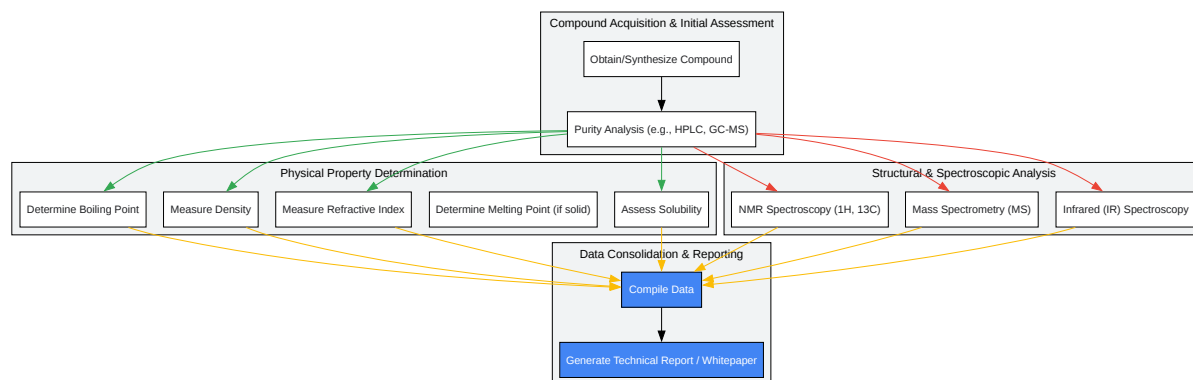 Compound Acquisition & Initial Assessment
Obtain/Synthesize Compound
Purity Analysis (e.g., HPLC, GC-MS)
Physical Property Determination
Structural & Spectroscopic Analysis
Determine Boiling Point
Measure Density
Measure Refractive Index
Determine Melting Point (if solid)
Assess Solubility
NMR Spectroscopy (1H, 13C)
Mass Spectrometry (MS)
Infrared (IR) Spectroscopy
Data Consolidation & Reporting
Compile Data
Generate Technical Report / Whitepaper